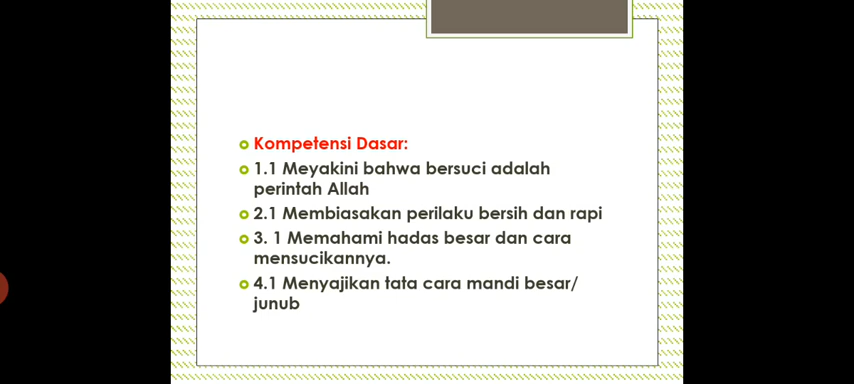 Kompetensi Dasar:
1.1 Meyakini bahwa bersuci adalah
perintah Allah
2.1 Membiasakan perilaku bersih dan rapi
3. 1 Memahami hadas besar dan cara
mensucikannya.
4.1 Menyajikan tata cara mandi besar/
junub